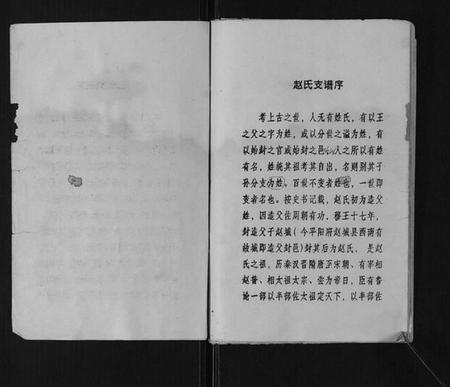 赵氏支谱序
考上古之世，人无有姓氏，有以王
之父之字为姓，或以分世之谥为姓，有
以始封之官或始封之邑，人之所以有姓
有名，姓统其祖考其自出，名则别其子
孙分支为姓。百世不变者姓也，一世即
变者名也。按史书记载，赵氏初为造父
姓，因造父佐周朝有功，穆王十七年，
封造父于赵城（今平阳府赵城县西南有
故城即造父封邑）封其后为赵氏，是赵
氏之祖，历秦汉晋隋唐至宋朝、有宰相
赵普、相太祖太宗、尝为帝曰，臣有鲁
论一部以半部佐太祖定天下，以半部佐